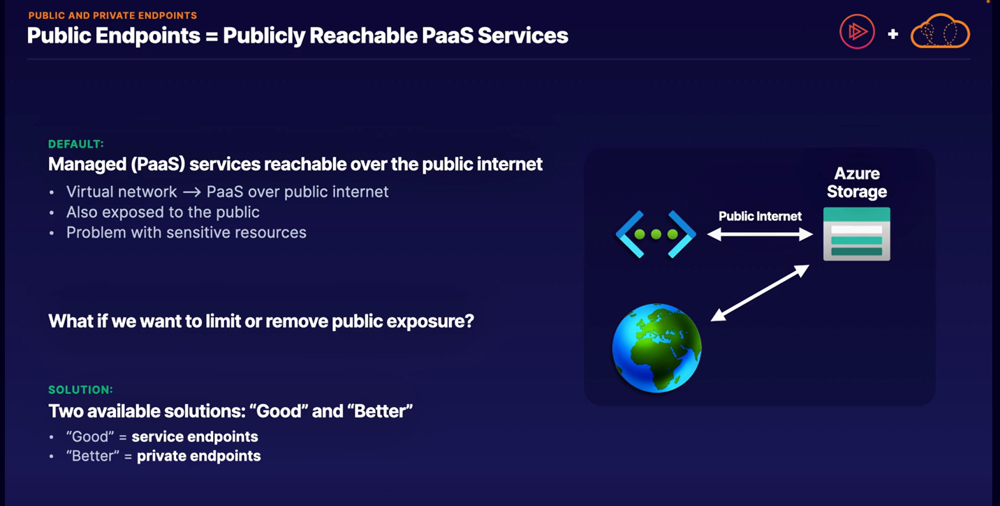 PUBLIC AND PRIVATE ENDPOINTS
Public Endpoints = Publicly Reachable PaaS Services
+
DEFAULT:
Managed (PaaS) services reachable over the public internet
• Virtual network → PaaS over public internet
• Also exposed to the public
• Problem with sensitive resources
What if we want to limit or remove public exposure?
SOLUTION:
Two available solutions: “Good” and “Better”
• “Good” = service endpoints
• “Better” = private endpoints
Azure
Storage
Public Internet